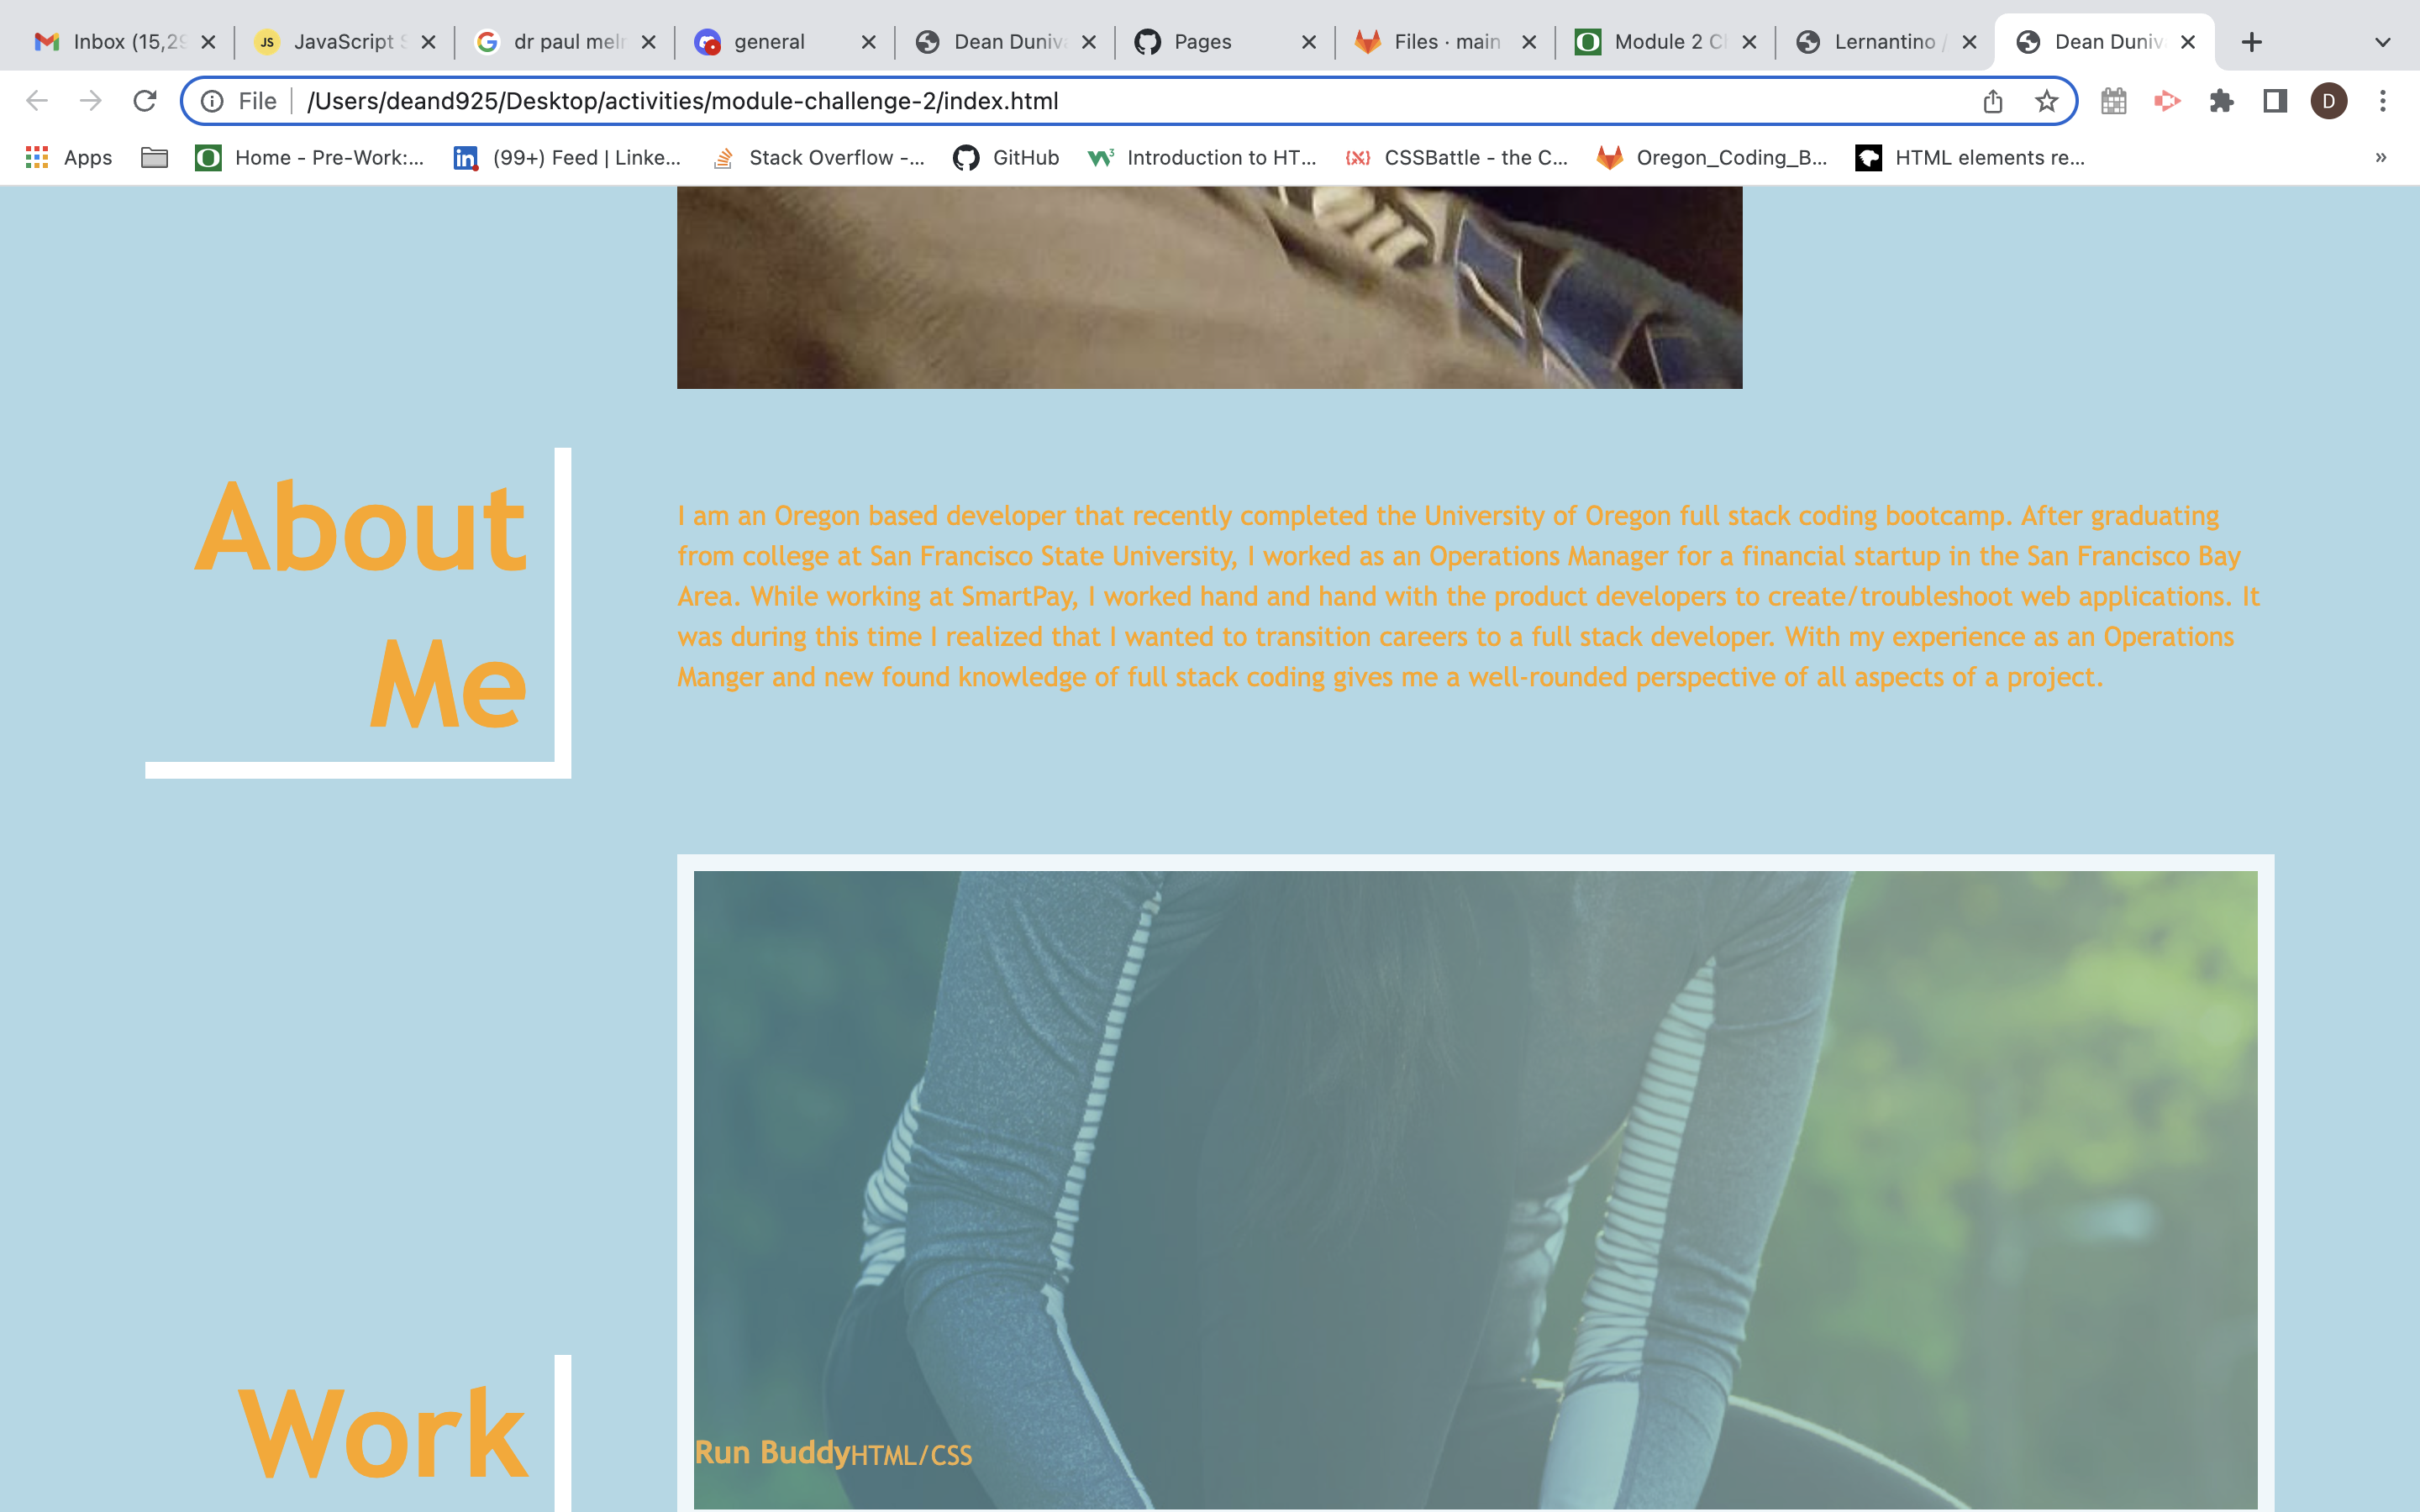 Inbox (15,29
JavaScript S
dr paul meln
general
Dean Duniv
Pages
Files · main
Module 2 C
Lernantino /
Dean Duniv
File
/Users/deand925/Desktop/activities/module-challenge-2/index.html
D
Apps
Home - Pre-Work:...
(99+) Feed | Linke...
Stack Overflow -...
GitHub
Introduction to HT...
CSSBattle - the C...
Oregon_Coding_B...
HTML elements re...
About
Me
I am an Oregon based developer that recently completed the University of Oregon full stack coding bootcamp. After graduating
from college at San Francisco State University, I worked as an Operations Manager for a financial startup in the San Francisco Bay
Area. While working at SmartPay, I worked hand and hand with the product developers to create/troubleshoot web applications. It
was during this time I realized that I wanted to transition careers to a full stack developer. With my experience as an Operations
Manger and new found knowledge of full stack coding gives me a well-rounded perspective of all aspects of a project.
Work
Run BuddyHTML/CSS